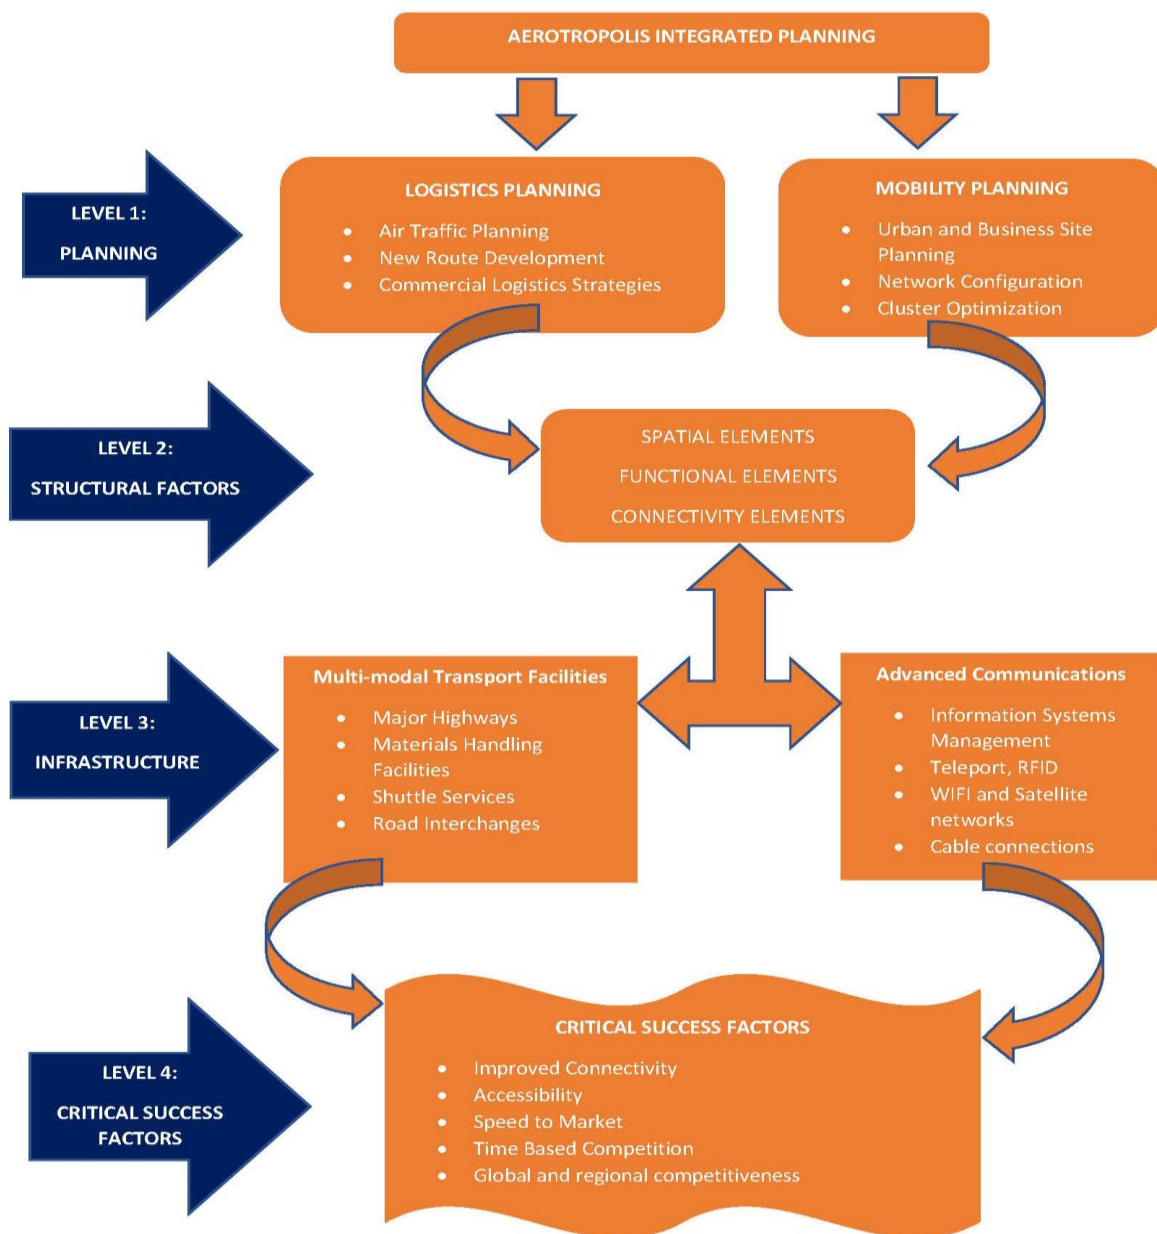 AEROTROPOLIS INTEGRATED PLANNING
LEVEL 1:
PLANNING
LOGISTICS PLANNING
• Air Traffic Planning
• New Route Development
• Commercial Logistics Strategies
MOBILITY PLANNING
• Urban and Business Site
Planning
• Network Configuration
• Cluster Optimization
LEVEL 2:
STRUCTURAL FACTORS
SPATIAL ELEMENTS
FUNCTIONAL ELEMENTS
CONNECTIVITY ELEMENTS
LEVEL 3:
INFRASTRUCTURE
Multi-modal Transport Facilities
• Major Highways
• Materials Handling
Facilities
• Shuttle Services
• Road Interchanges
Advanced Communications
• Information Systems
Management
• Teleport, RFID
• WIFI and Satellite
networks
• Cable connections
LEVEL 4:
CRITICAL SUCCESS
FACTORS
CRITICAL SUCCESS FACTORS
• Improved Connectivity
• Accessibility
• Speed to Market
• Time Based Competition
• Global and regional competitiveness